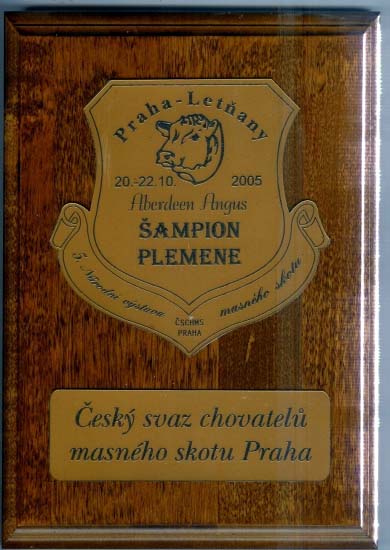 Praha-Letňany
20.-22.10. 2005
Aberdeen Angus
ŠAMPION
PLEMENE
5. Národní výstava masného skotu
ČSCHMS
PRAHA
Český svaz chovatelů
masného skotu Praha